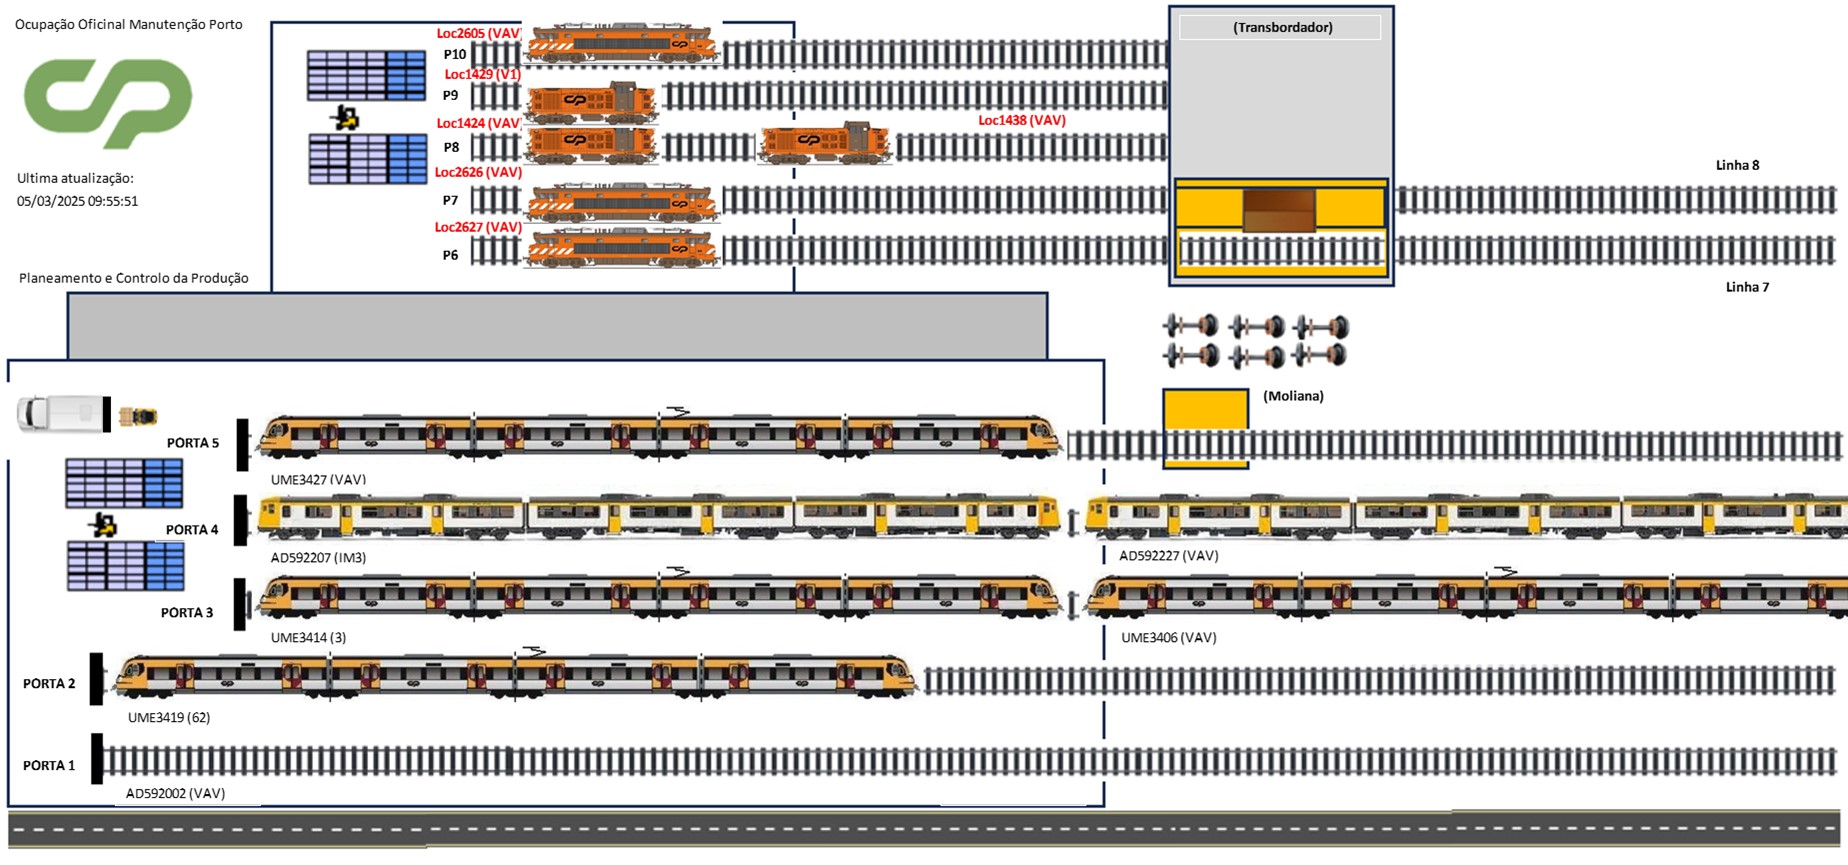 Ocupação Oficinal Manutenção Porto
Ultima atualização:
05/03/2025 09:55:51
Planeamento e Controlo da Produção
Loc2605 (VAV)
P10
Loc1429 (V1)
P9
Loc1424 (VAV)
Loc1438 (VAV)
P8
Loc2626 (VAV)
P7
Loc2627 (VAV)
P6
(Transbordador)
Linha 8
Linha 7
(Moliana)
PORTA 5
UME3427 (VAV)
PORTA 4
AD592207 (IM3)
AD592227 (VAV)
PORTA 3
UME3414 (3)
UME3406 (VAV)
PORTA 2
UME3419 (62)
PORTA 1
AD592002 (VAV)